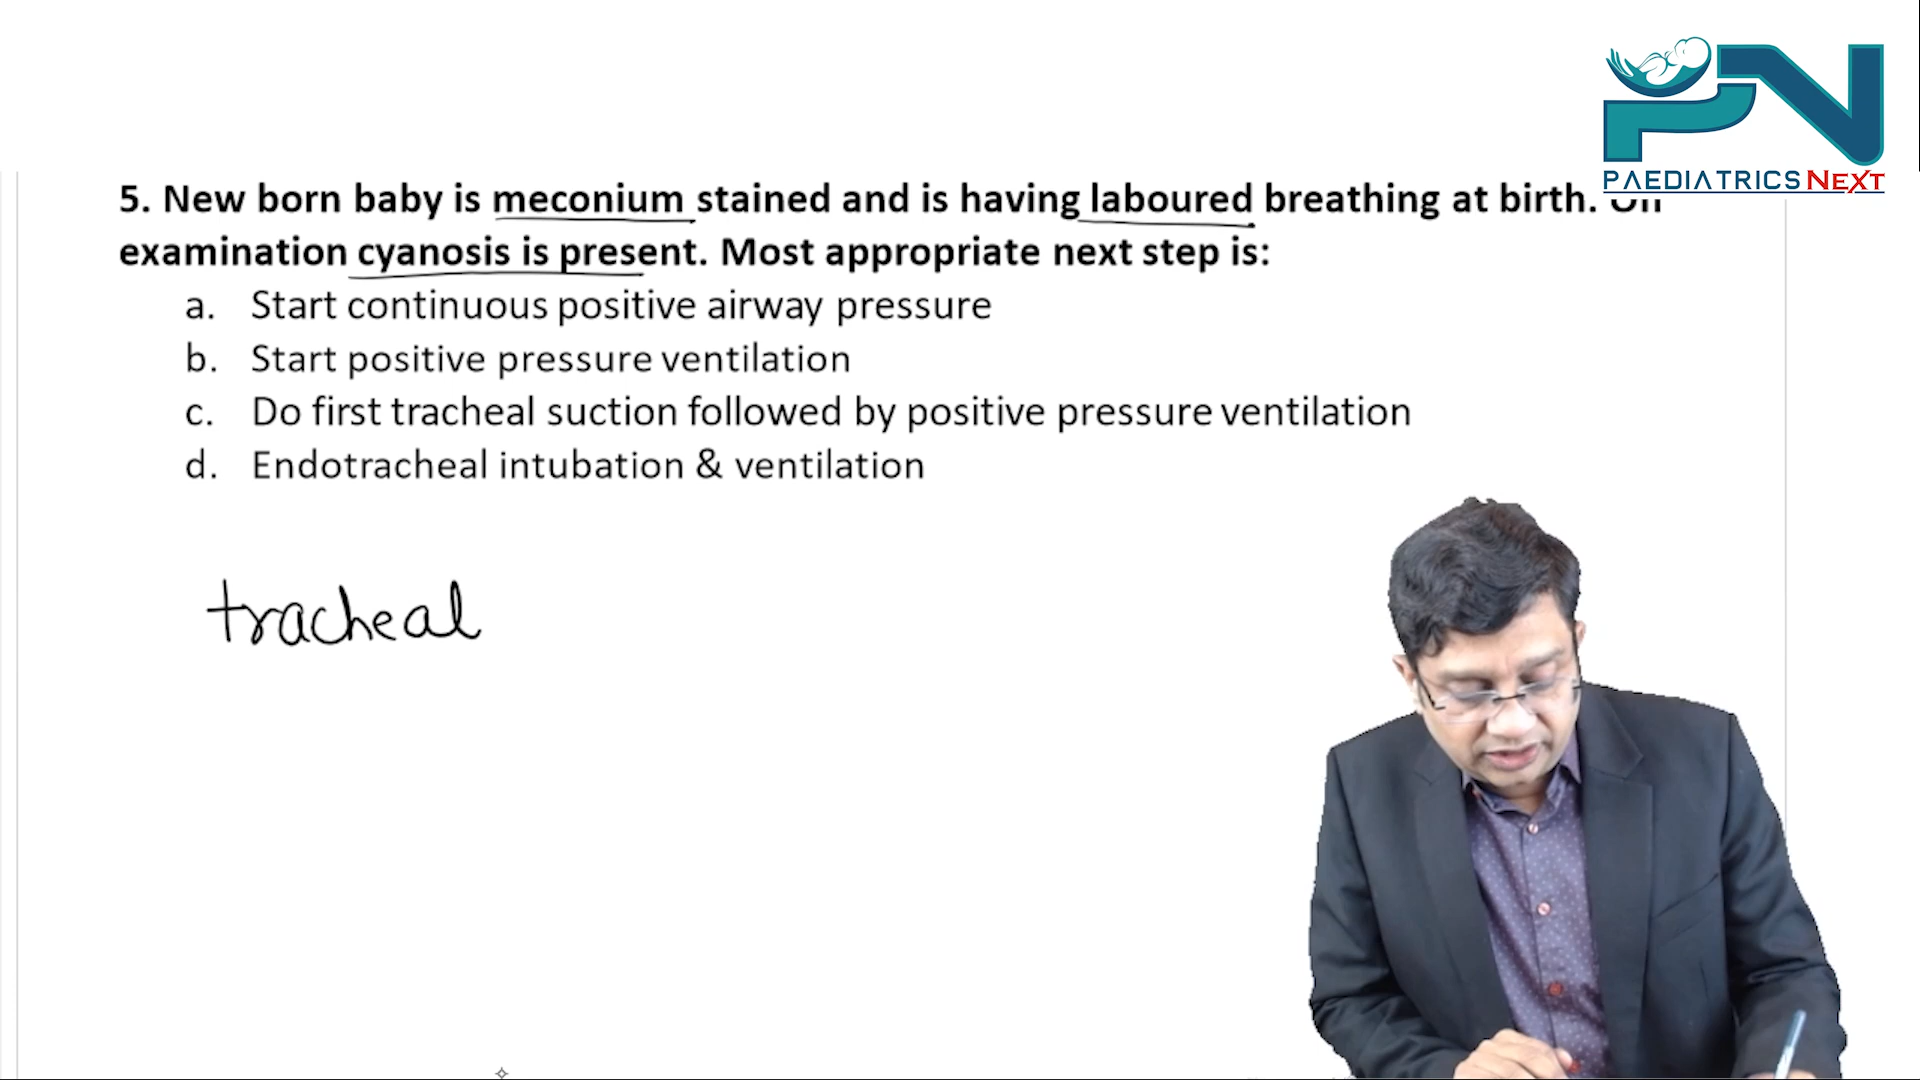 PN
PAEDIATRICS NEXT
5. New born baby is meconium stained and is having laboured breathing at birth. On
examination cyanosis is present. Most appropriate next step is:
a. Start continuous positive airway pressure
b. Start positive pressure ventilation
c. Do first tracheal suction followed by positive pressure ventilation
d. Endotracheal intubation & ventilation
tracheal